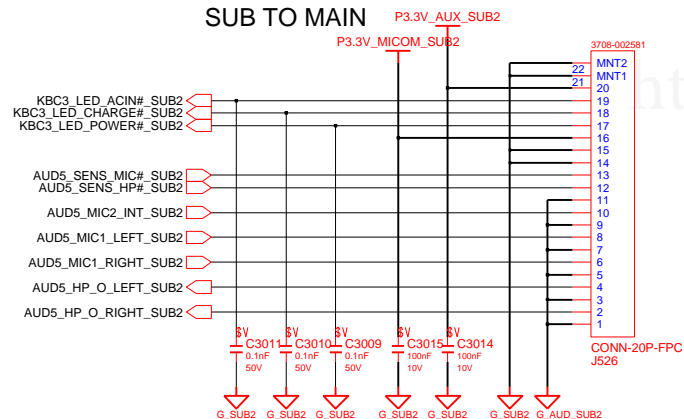 SUB TO MAIN
P3.3V_AUX_SUB2
P3.3V_MICOM_SUB2
3708-002581
MNT2
22
MNT1
21
20
KBC3_LED_ACIN#_SUB2
19
KBC3_LED_CHARGE#_SUB2
18
KBC3_LED_POWER#_SUB2
17
16
15
14
AUD5_SENS_MIC#_SUB2
13
AUD5_SENS_HP#_SUB2
12
11
AUD5_MIC2_INT_SUB2
10
9
AUD5_MIC1_LEFT_SUB2
8
7
AUD5_MIC1_RIGHT_SUB2
6
5
AUD5_HP_O_LEFT_SUB2
4
3
AUD5_HP_O_RIGHT_SUB2
2
1
$V $V $V $V $V
C3011 C3010 C3009 C3015 C3014
0.1nF 0.1nF 0.1nF 100nF 100nF
50V 50V 50V 10V 10V
CONN-20P-FPC
J526
G_SUB2 G_SUB2 G_SUB2 G_SUB2 G_SUB2 G_SUB2 G_AUD_SUB2